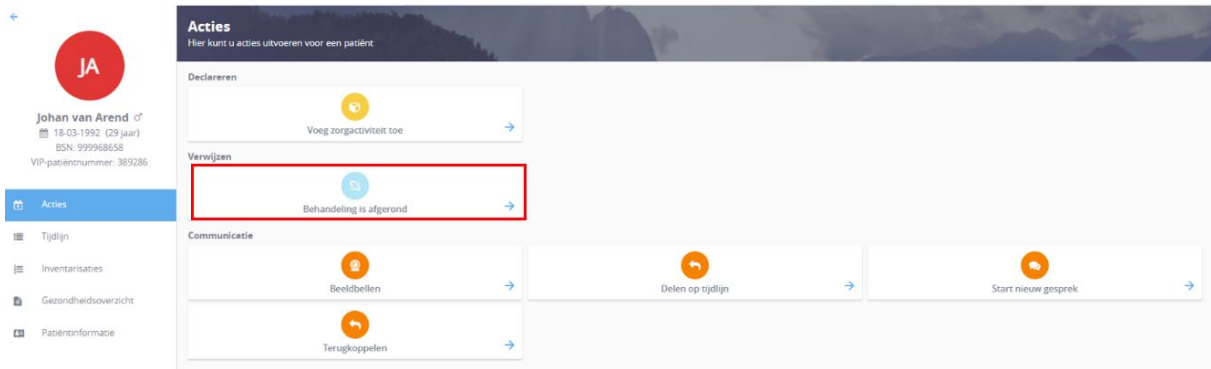 JA
Johan van Arend
18-03-1992 (29 jaar)
BSN: 999968658
VIP-patiëntnummer: 389286
Acties
Tijdlijn
Inventarisaties
Gezondheidsoverzicht
Patiëntinformatie
Acties
Hier kunt u acties uitvoeren voor een patiënt
Declareren
Voeg zorgactiviteit toe
Verwijzen
Behandeling is afgerond
Communicatie
Beeldbellen
Delen op tijdlijn
Start nieuw gesprek
Terugkoppelen